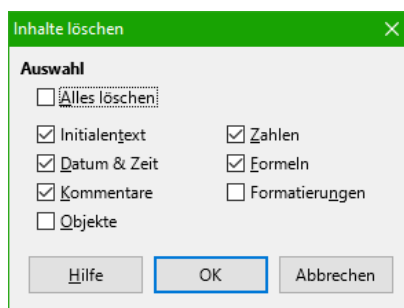 Inhalte löschen
Auswahl
Alles löschen
Initialentext
Zahlen
Datum & Zeit
Formeln
Kommentare
Formatierungen
Objekte
Hilfe
OK
Abbrechen